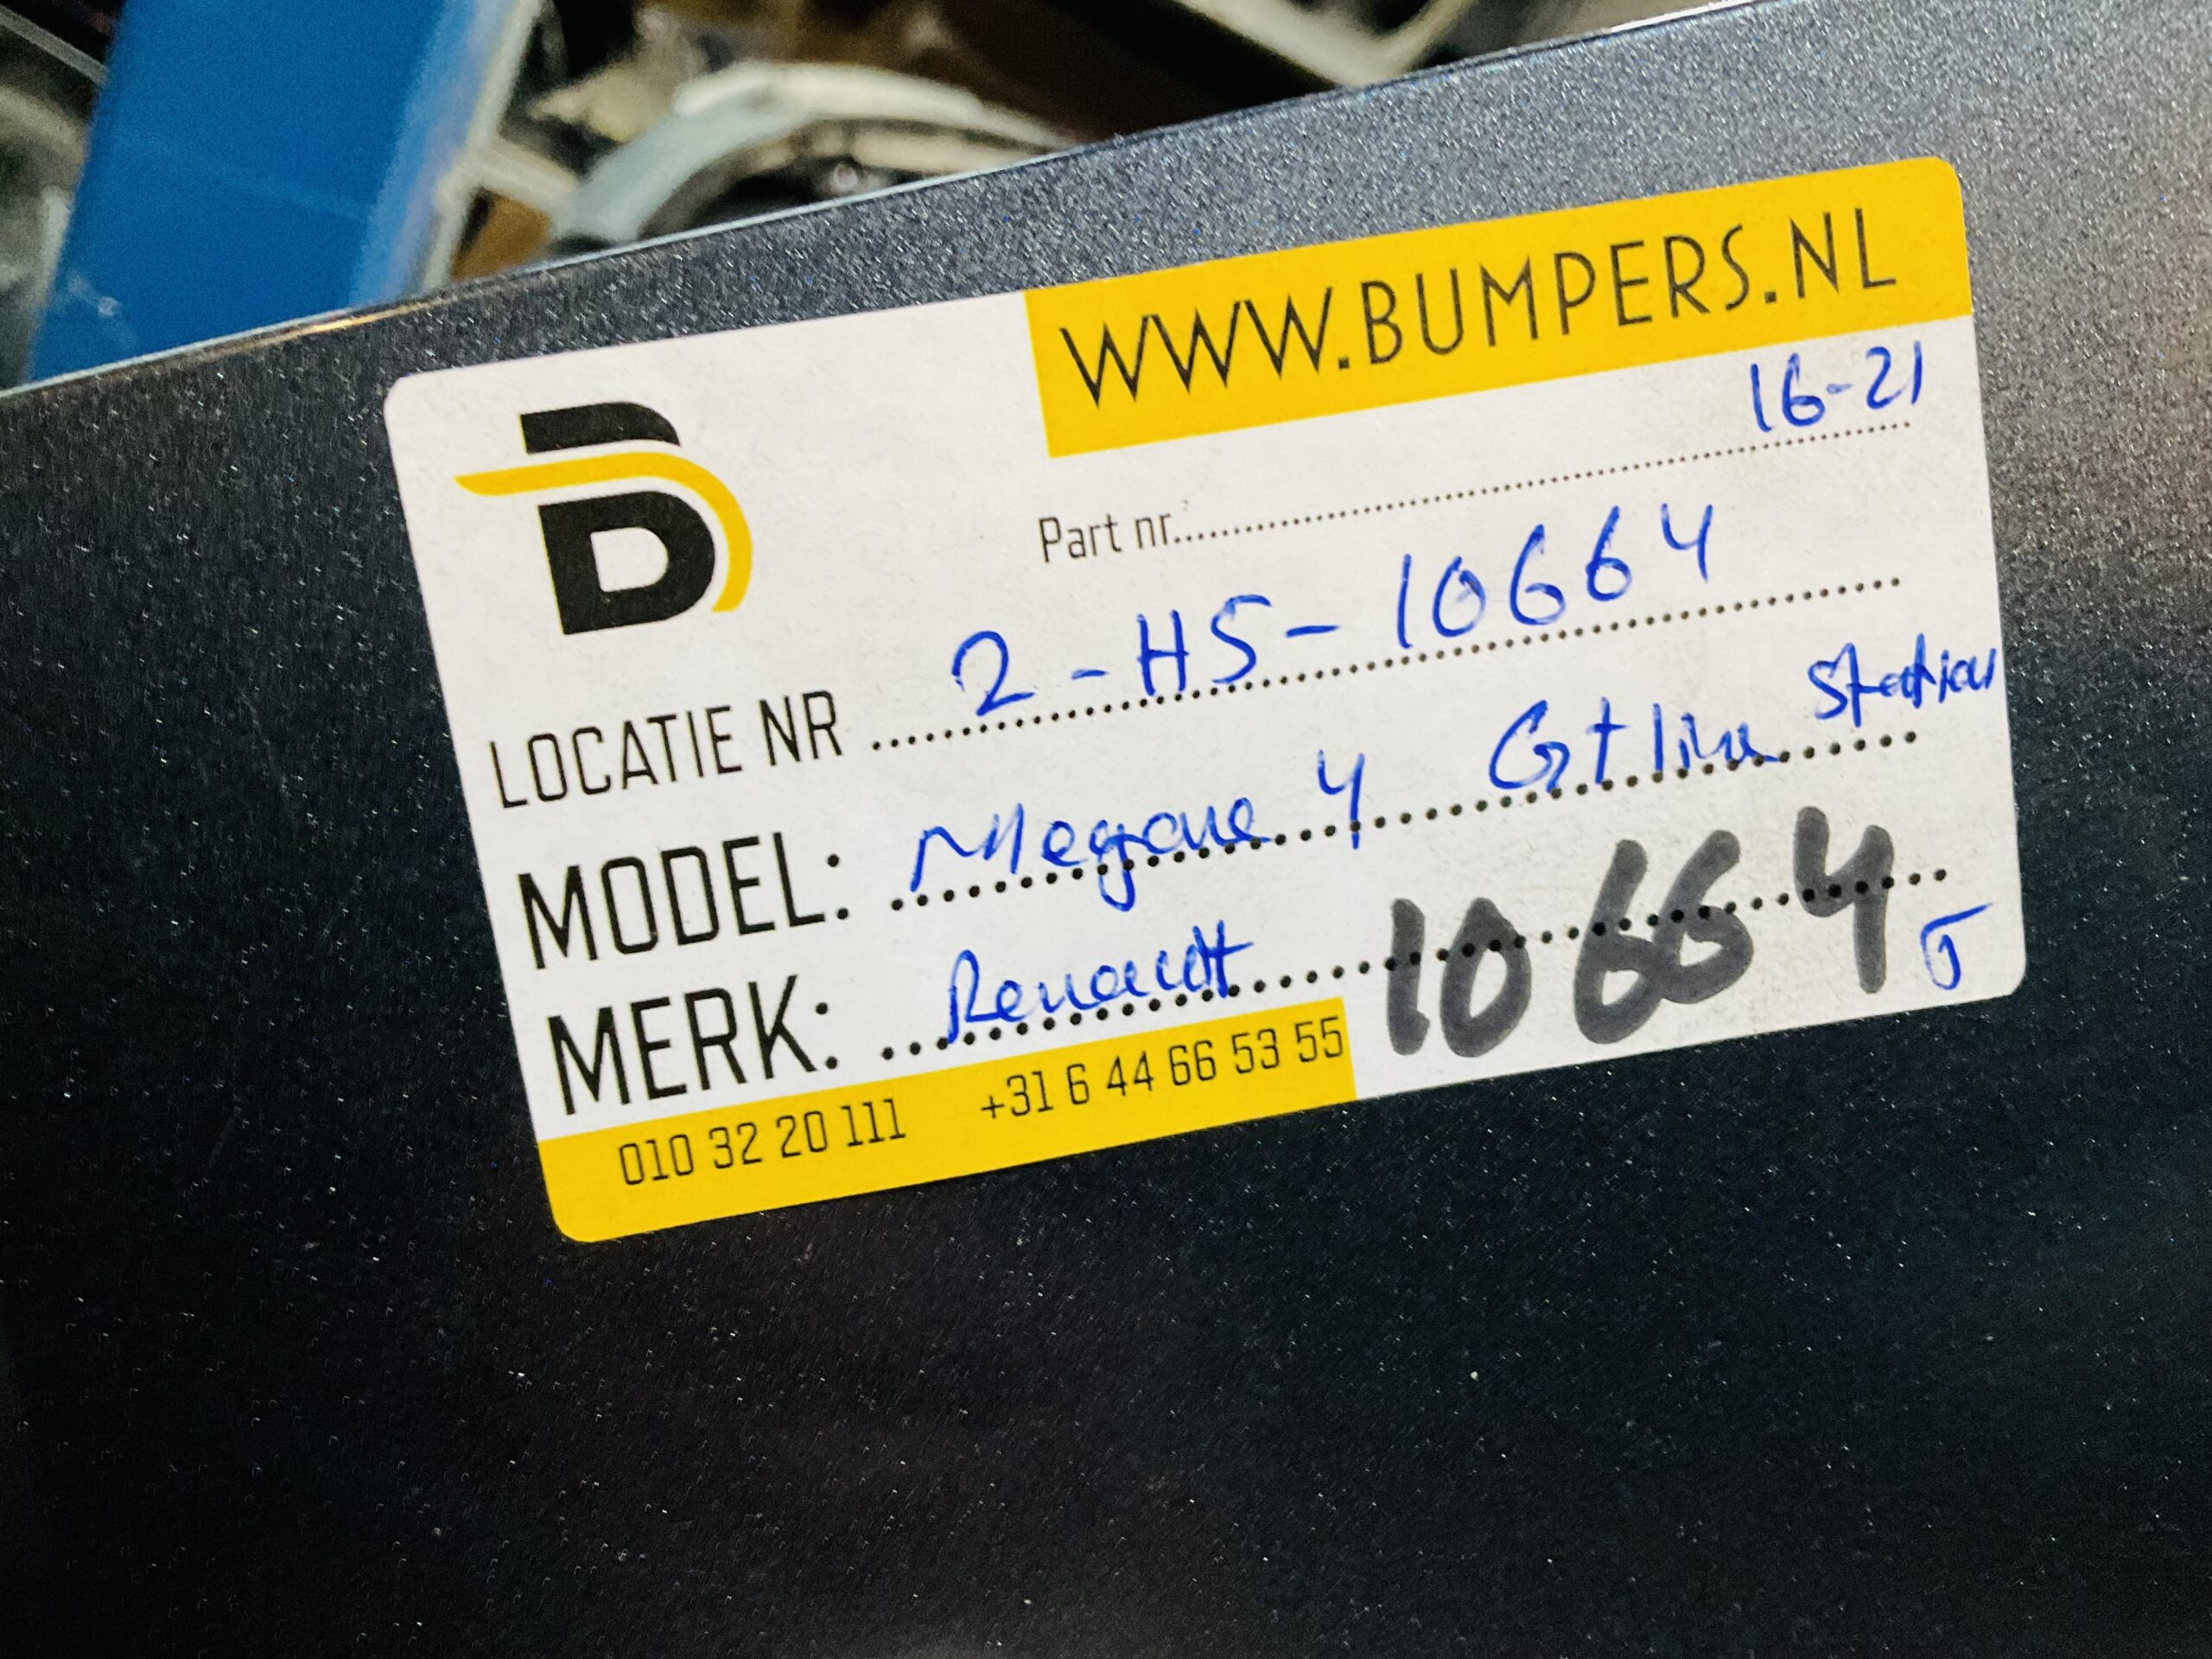 WWW.BUMPERS.NL
16-21
Part nr.
LOCATIE NR 2-HS-10664
MODEL: Megane 4 Gt line Station
MERK: Renault 10664
010 32 20 111 +31 6 44 66 53 55